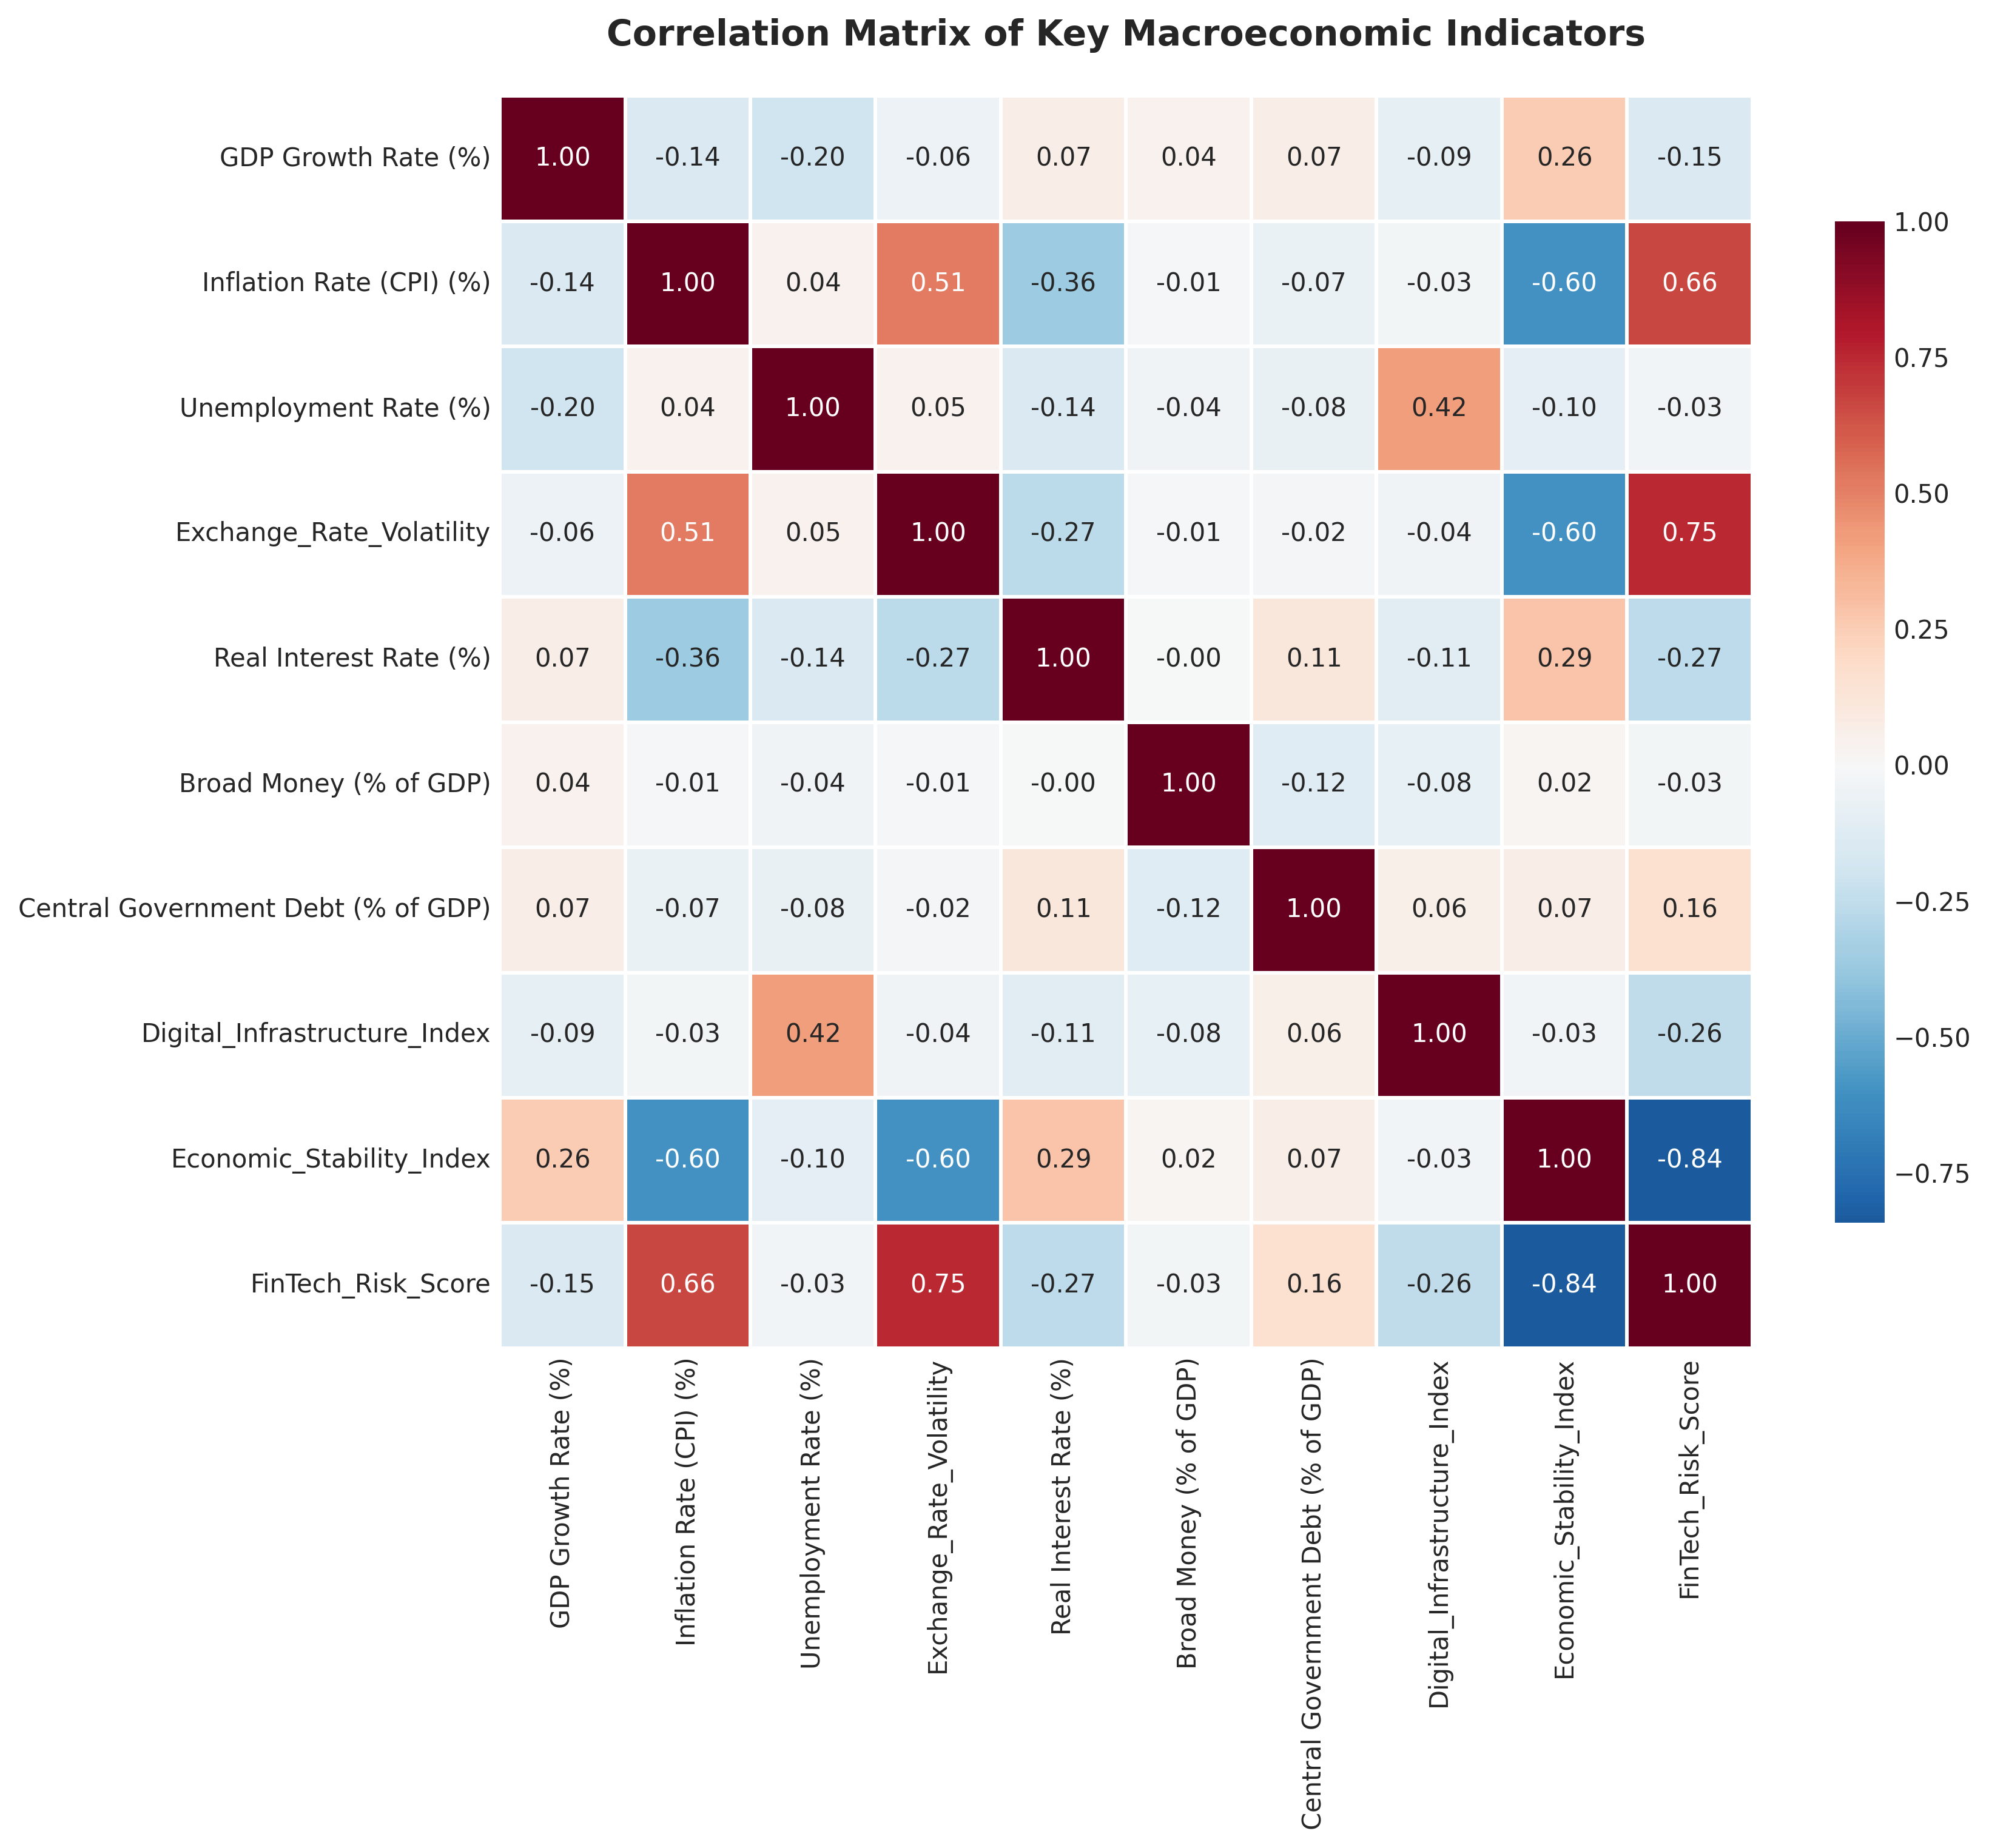 Correlation Matrix of Key Macroeconomic Indicators
GDP Growth Rate (%) 1.00 -0.14 -0.20 -0.06 0.07 0.04 0.07 -0.09 0.26 -0.15
Inflation Rate (CPI) (%) -0.14 1.00 0.04 0.51 -0.36 -0.01 -0.07 -0.03 -0.60 0.66
Unemployment Rate (%) -0.20 0.04 1.00 0.05 -0.14 -0.04 -0.08 0.42 -0.10 -0.03
Exchange_Rate_Volatility -0.06 0.51 0.05 1.00 -0.27 -0.01 -0.02 -0.04 -0.60 0.75
Real Interest Rate (%) 0.07 -0.36 -0.14 -0.27 1.00 -0.00 0.11 -0.11 0.29 -0.27
Broad Money (% of GDP) 0.04 -0.01 -0.04 -0.01 -0.00 1.00 -0.12 -0.08 0.02 -0.03
Central Government Debt (% of GDP) 0.07 -0.07 -0.08 -0.02 0.11 -0.12 1.00 0.06 0.07 0.16
Digital_Infrastructure_Index -0.09 -0.03 0.42 -0.04 -0.11 -0.08 0.06 1.00 -0.03 -0.26
Economic_Stability_Index 0.26 -0.60 -0.10 -0.60 0.29 0.02 0.07 -0.03 1.00 -0.84
FinTech_Risk_Score -0.15 0.66 -0.03 0.75 -0.27 -0.03 0.16 -0.26 -0.84 1.00
GDP Growth Rate (%)
Inflation Rate (CPI) (%)
Unemployment Rate (%)
Exchange_Rate_Volatility
Real Interest Rate (%)
Broad Money (% of GDP)
Central Government Debt (% of GDP)
Digital_Infrastructure_Index
Economic_Stability_Index
FinTech_Risk_Score
1.00
0.75
0.50
0.25
0.00
−0.25
−0.50
−0.75